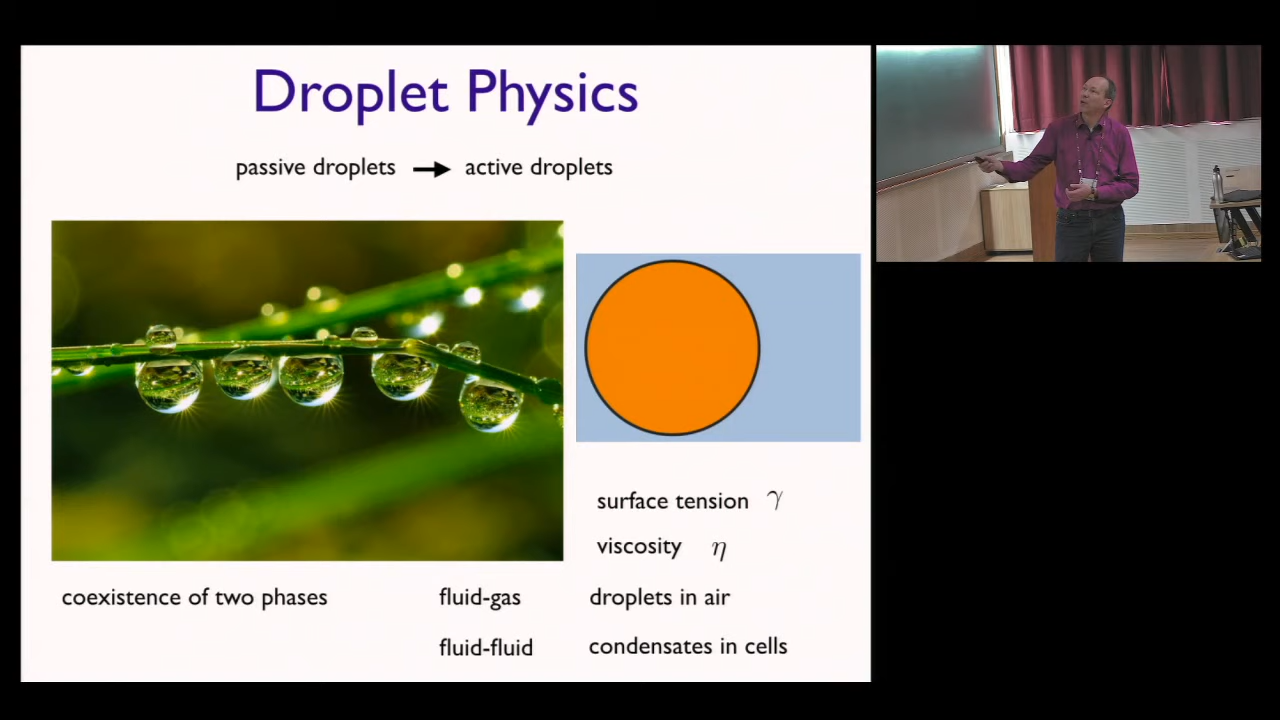 Droplet Physics
passive droplets → active droplets
surface tension γ
viscosity η
coexistence of two phases fluid-gas droplets in air
fluid-fluid condensates in cells